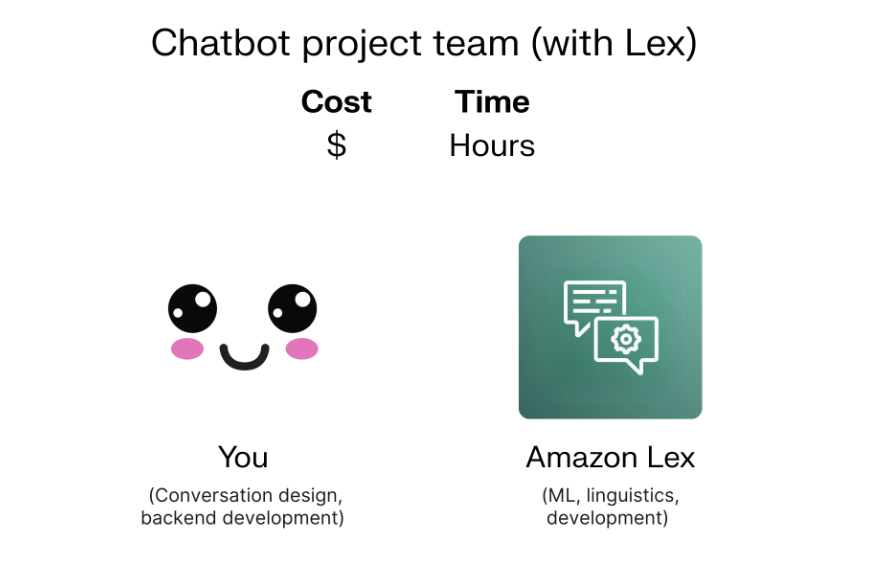 Chatbot project team (with Lex)
Cost Time
$ Hours
You
(Conversation design,
backend development)
Amazon Lex
(ML, linguistics,
development)